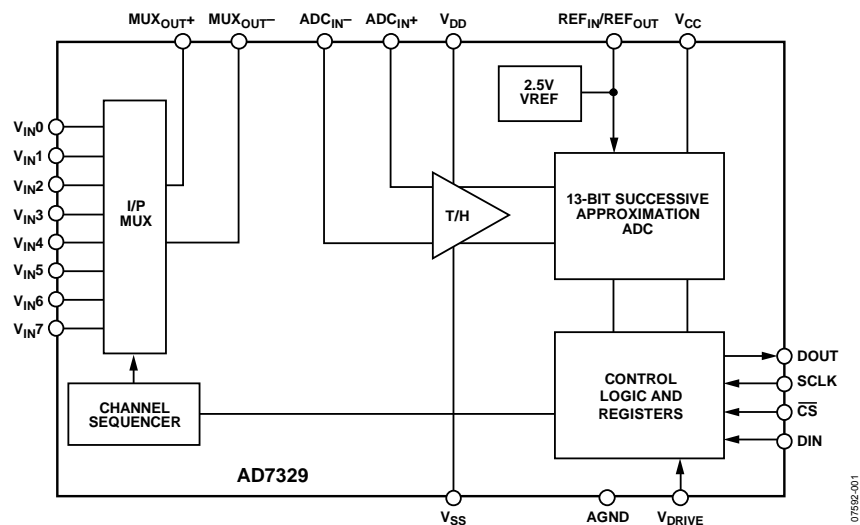 MUXOUT+ MUXOUT– ADCIN– ADCIN+ VDD REFIN/REFOUT VCC
2.5V
VREF
VIN0
VIN1
VIN2
VIN3
VIN4
VIN5
VIN6
VIN7
I/P
MUX
T/H
13-BIT SUCCESSIVE
APPROXIMATION
ADC
CHANNEL
SEQUENCER
CONTROL
LOGIC AND
REGISTERS
DOUT
SCLK
CS
DIN
AD7329
VSS AGND VDRIVE
07592-001